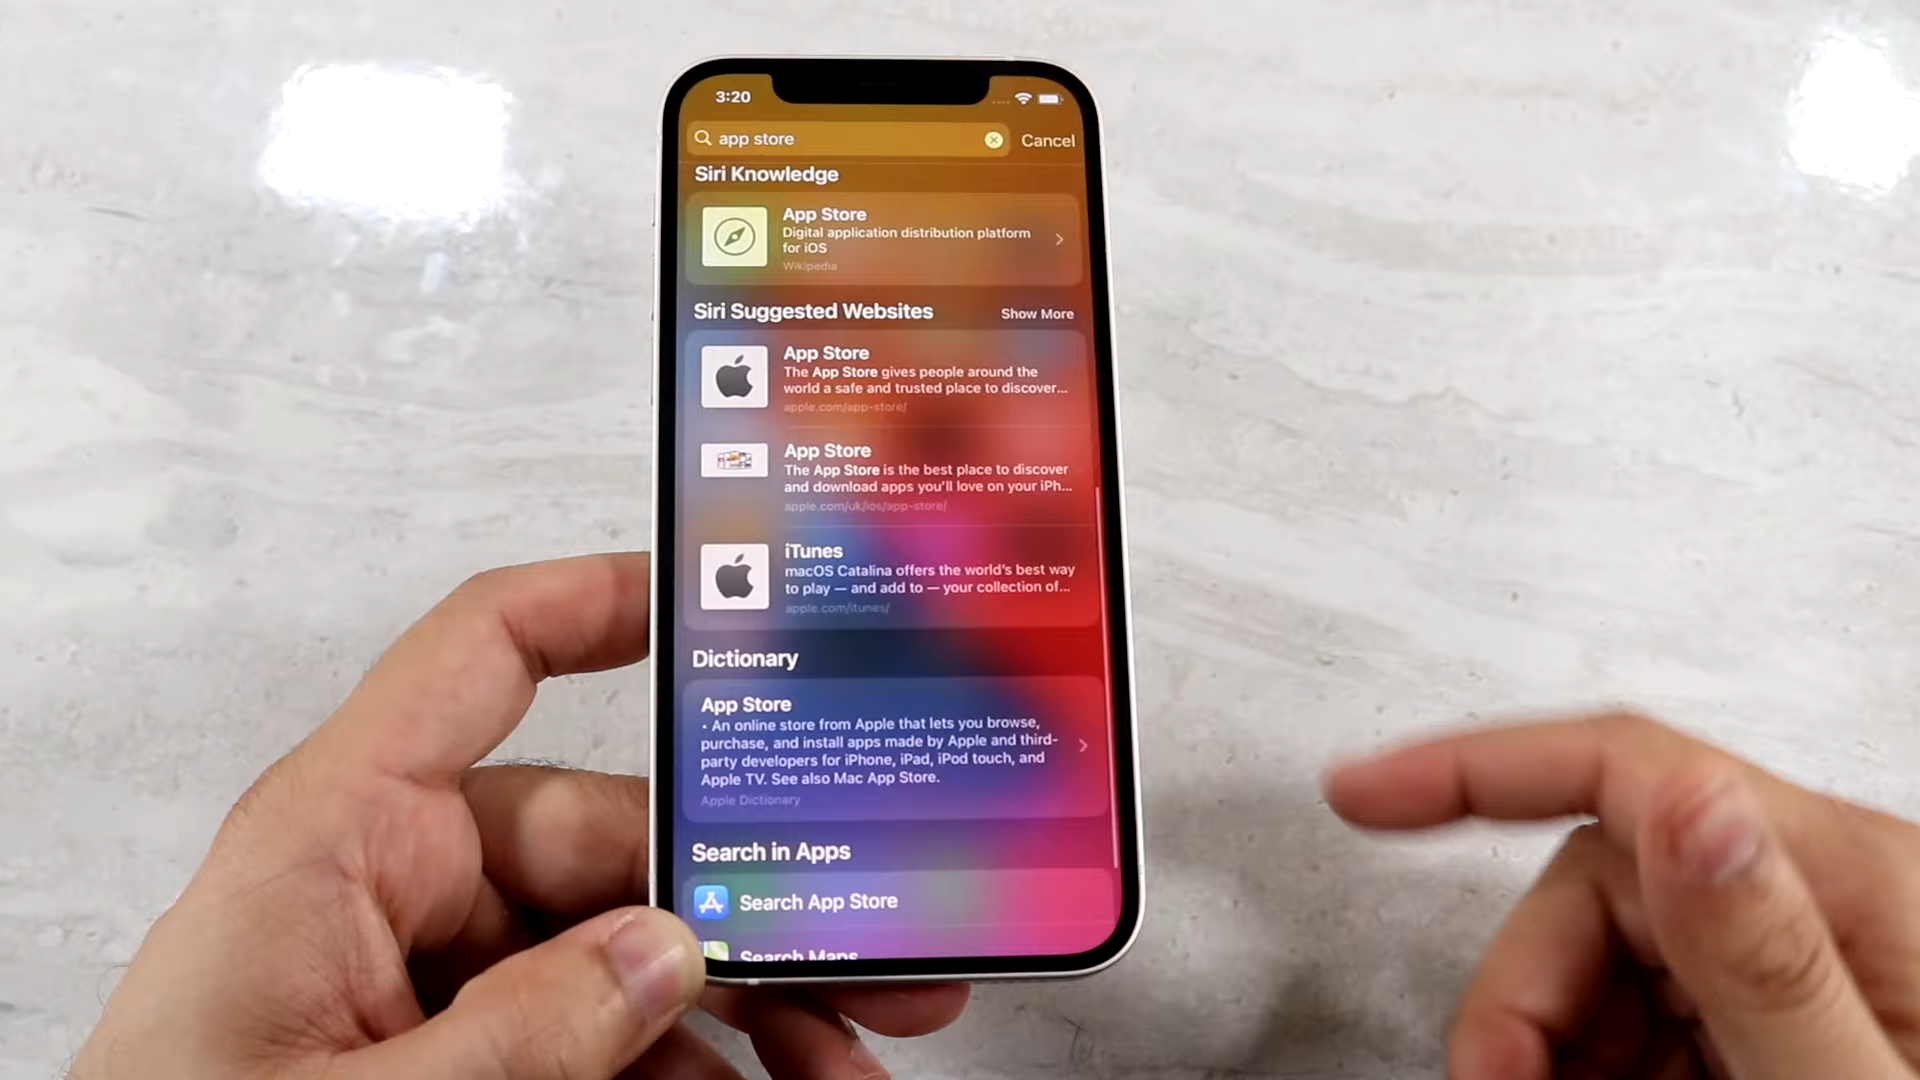 3:20
app store
Cancel
Siri Knowledge
App Store
Digital application distribution platform
for iOS
Wikipedia
Siri Suggested Websites
Show More
App Store
The App Store gives people around the
world a safe and trusted place to discover...
apple.com/app-store/
App Store
The App Store is the best place to discover
and download apps you'll love on your iPh...
apple.com/uk/ios/app-store/
iTunes
macOS Catalina offers the world's best way
to play — and add to — your collection of...
apple.com/itunes/
Dictionary
App Store
• An online store from Apple that lets you browse,
purchase, and install apps made by Apple and third-
party developers for iPhone, iPad, iPod touch, and
Apple TV. See also Mac App Store.
Apple Dictionary
Search in Apps
Search App Store
Search Maps